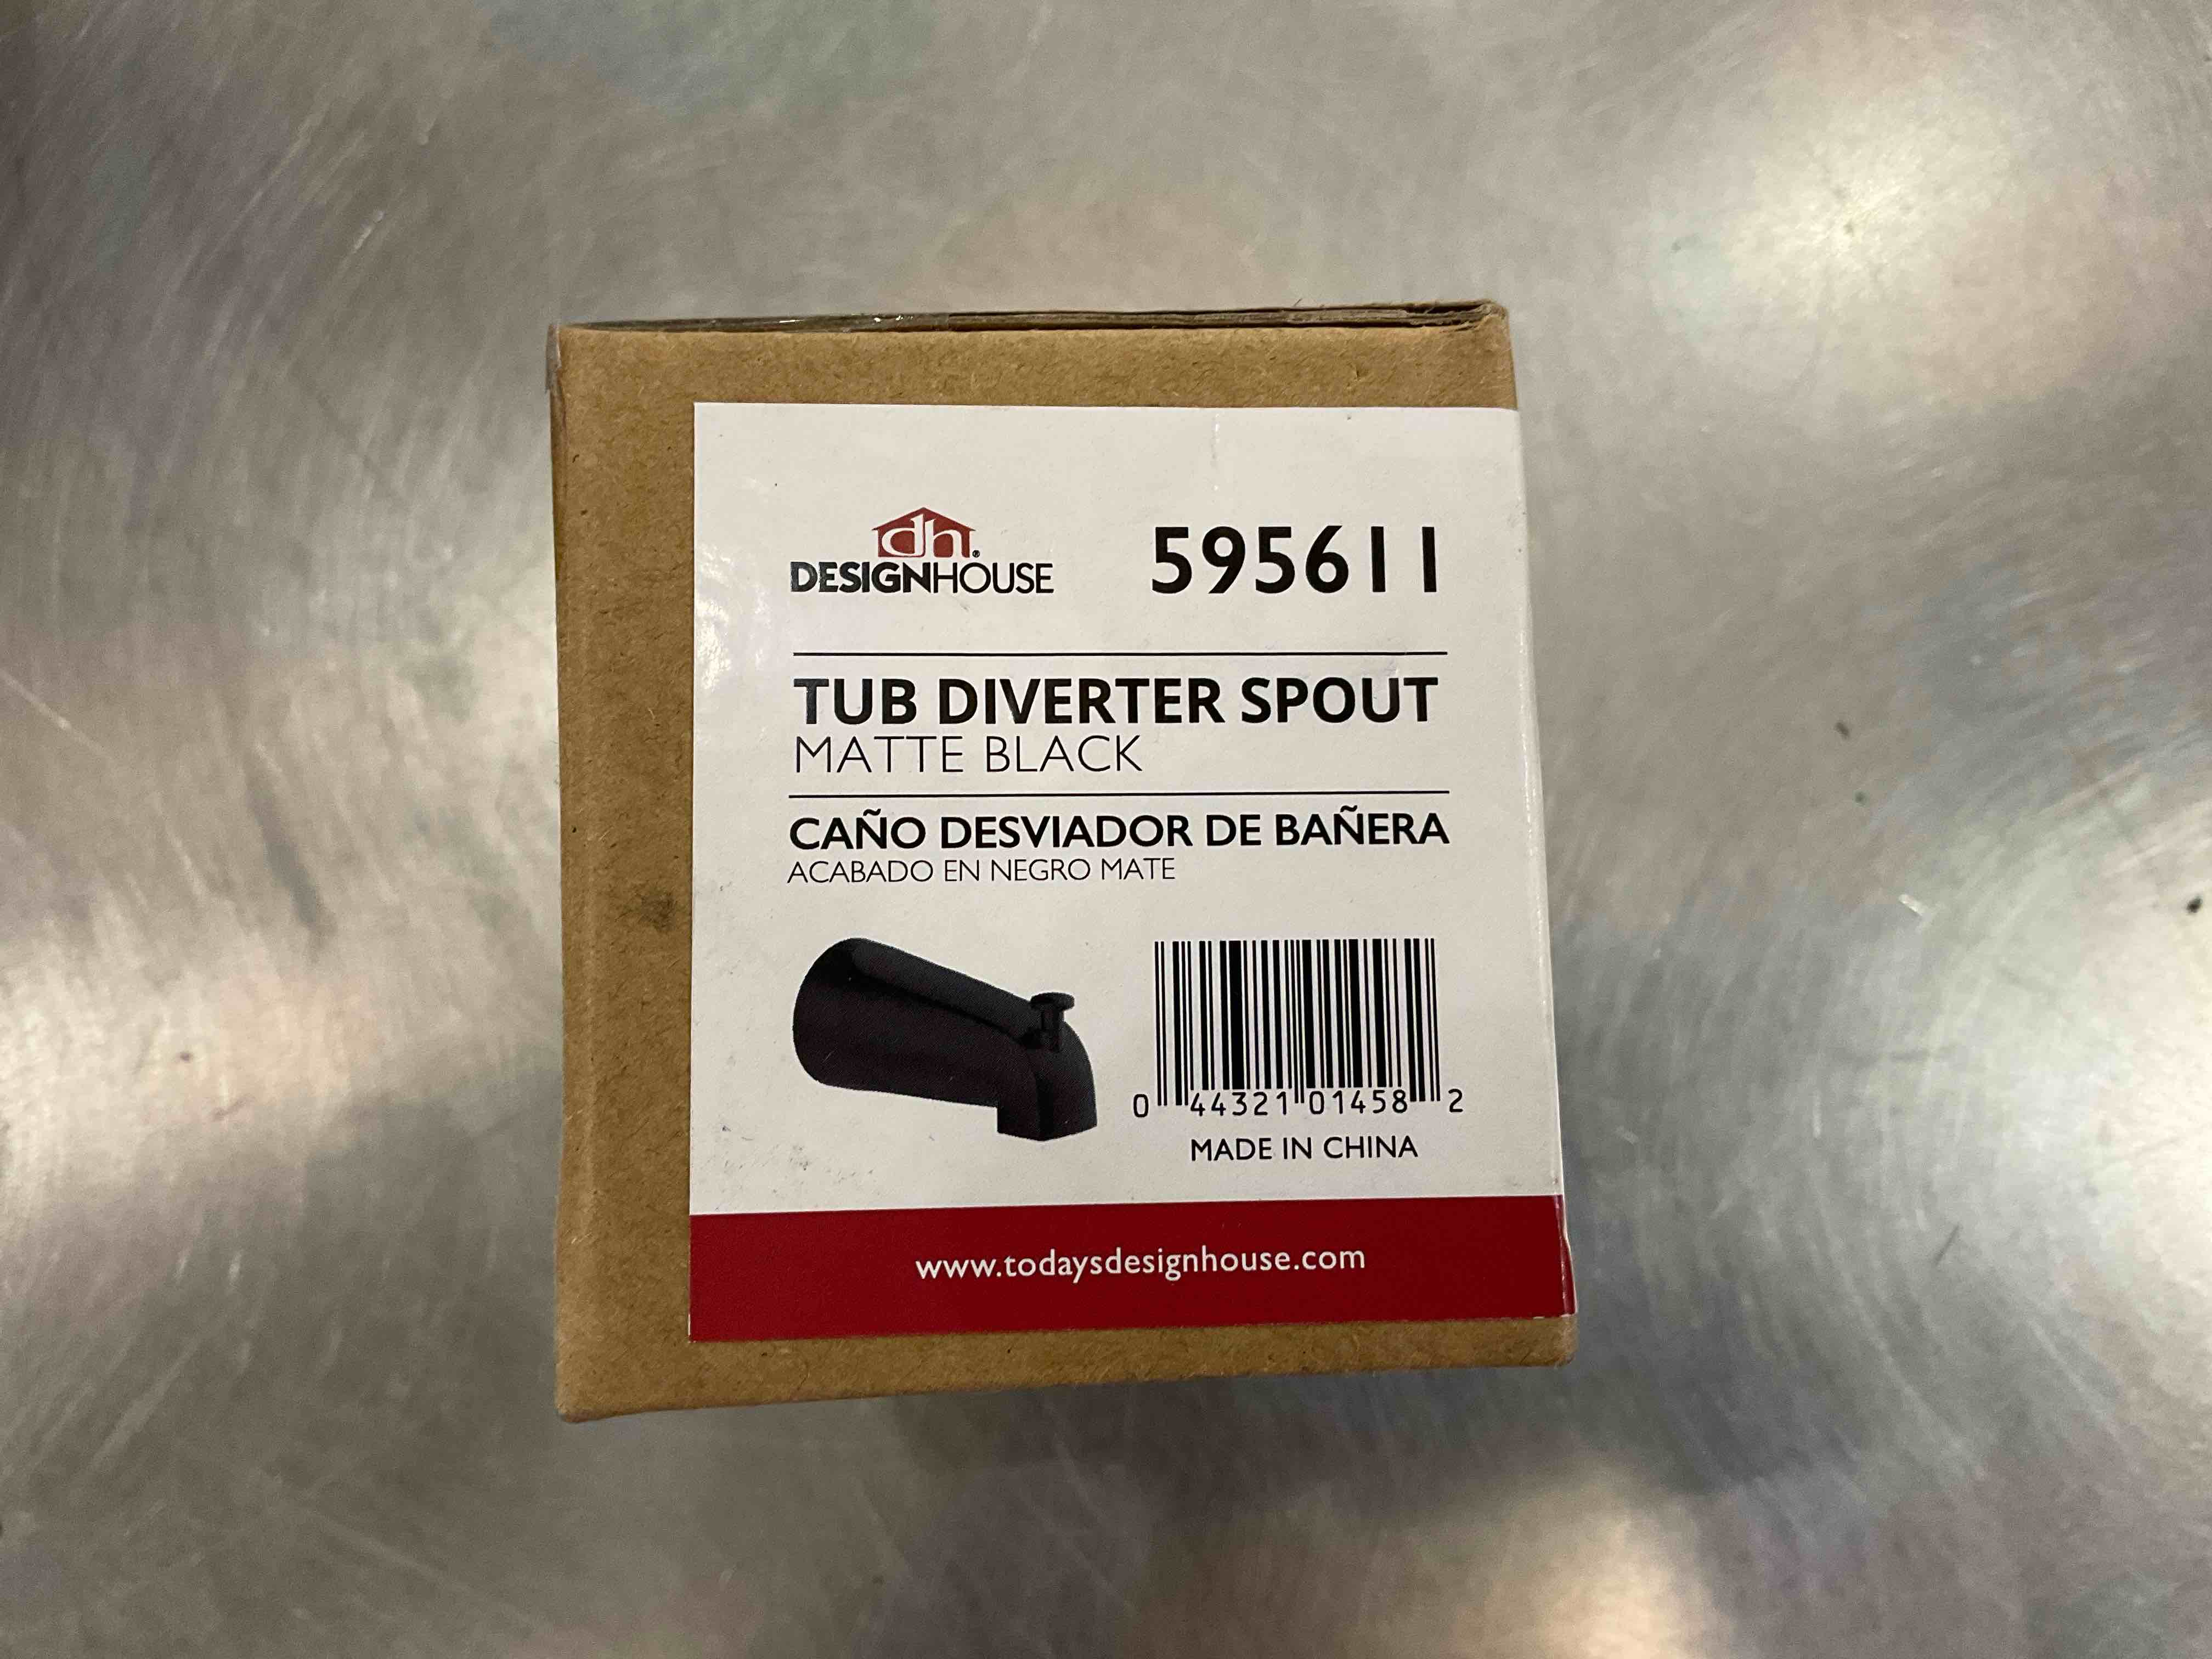 dh®
DESIGNHOUSE
595611
TUB DIVERTER SPOUT
MATTE BLACK
CAÑO DESVIADOR DE BAÑERA
ACABADO EN NEGRO MATE
0 44321 01458 2
MADE IN CHINA
www.todaysdesignhouse.com